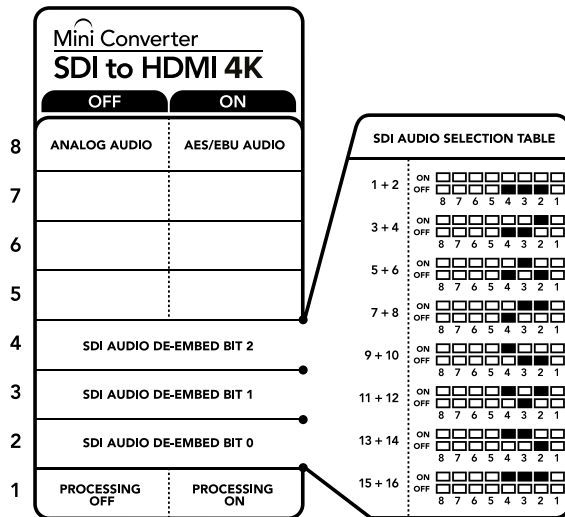 Mini Converter
SDI to HDMI 4K
OFF ON
8 ANALOG AUDIO AES/EBU AUDIO
7
6
5
4 SDI AUDIO DE-EMBED BIT 2
3 SDI AUDIO DE-EMBED BIT 1
2 SDI AUDIO DE-EMBED BIT 0
1 PROCESSING OFF PROCESSING ON
SDI AUDIO SELECTION TABLE
1 + 2 ON
OFF
8 7 6 5 4 3 2 1
3 + 4 ON
OFF
8 7 6 5 4 3 2 1
5 + 6 ON
OFF
8 7 6 5 4 3 2 1
7 + 8 ON
OFF
8 7 6 5 4 3 2 1
9 + 10 ON
OFF
8 7 6 5 4 3 2 1
11 + 12 ON
OFF
8 7 6 5 4 3 2 1
13 + 14 ON
OFF
8 7 6 5 4 3 2 1
15 + 16 ON
OFF
8 7 6 5 4 3 2 1